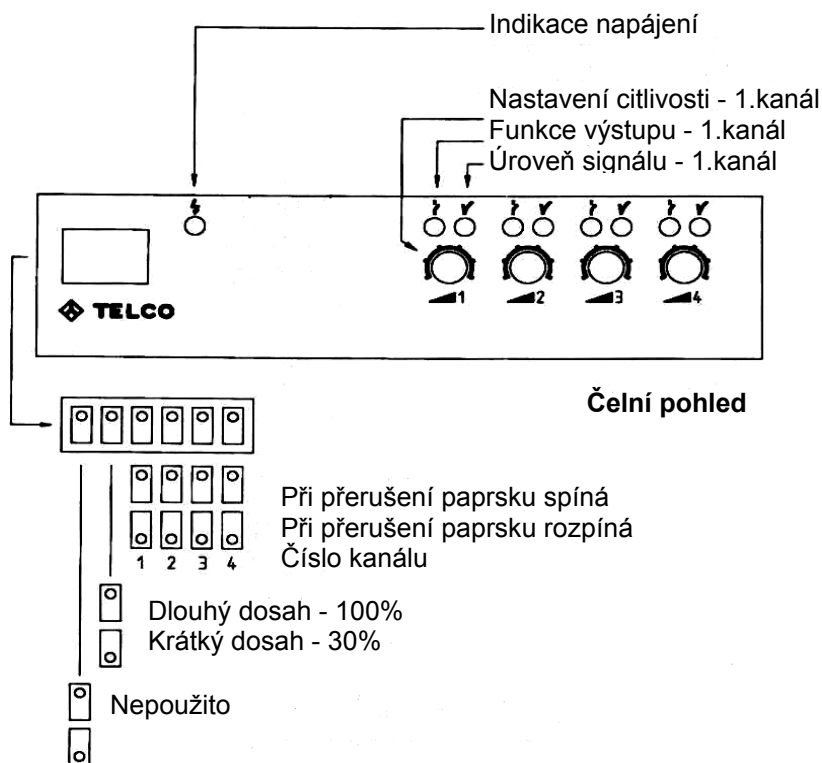 Indikace napájení
Nastavení citlivosti - 1.kanál
Funkce výstupu - 1.kanál
Úroveň signálu - 1.kanál
1 2 3 4
TELCO
Čelní pohled
Při přerušení paprsku spíná
Při přerušení paprsku rozpíná
1 2 3 4 Číslo kanálu
Dlouhý dosah - 100%
Krátký dosah - 30%
Nepoužito